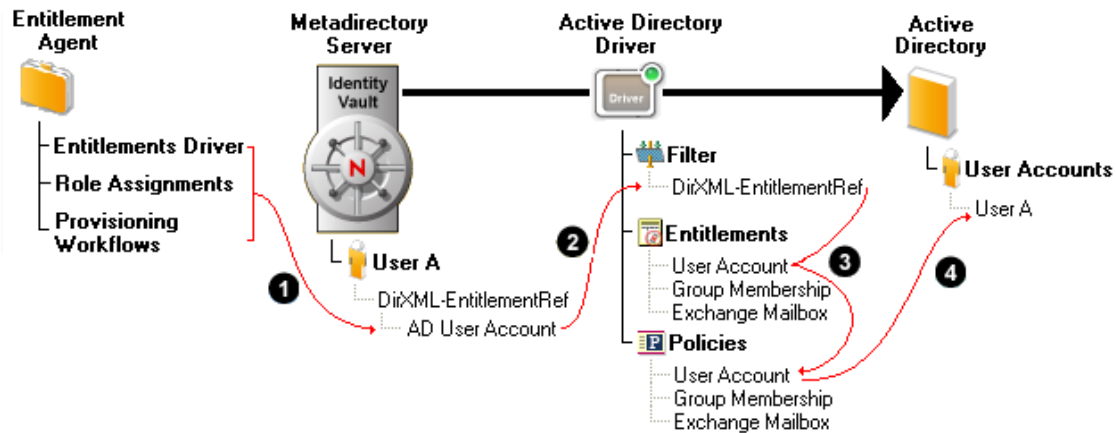 Entitlement
Agent
Entitlements Driver
Role Assignments
Provisioning
Workflows
1
Metadirectory
Server
Identity
Vault
N
User A
DirXML-EntitlementRef
AD User Account
2
Active Directory
Driver
Driver
Filter
DirXML-EntitlementRef
Entitlements
User Account
Group Membership
Exchange Mailbox
3
P Policies
User Account
Group Membership
Exchange Mailbox
4
Active
Directory
User Accounts
User A